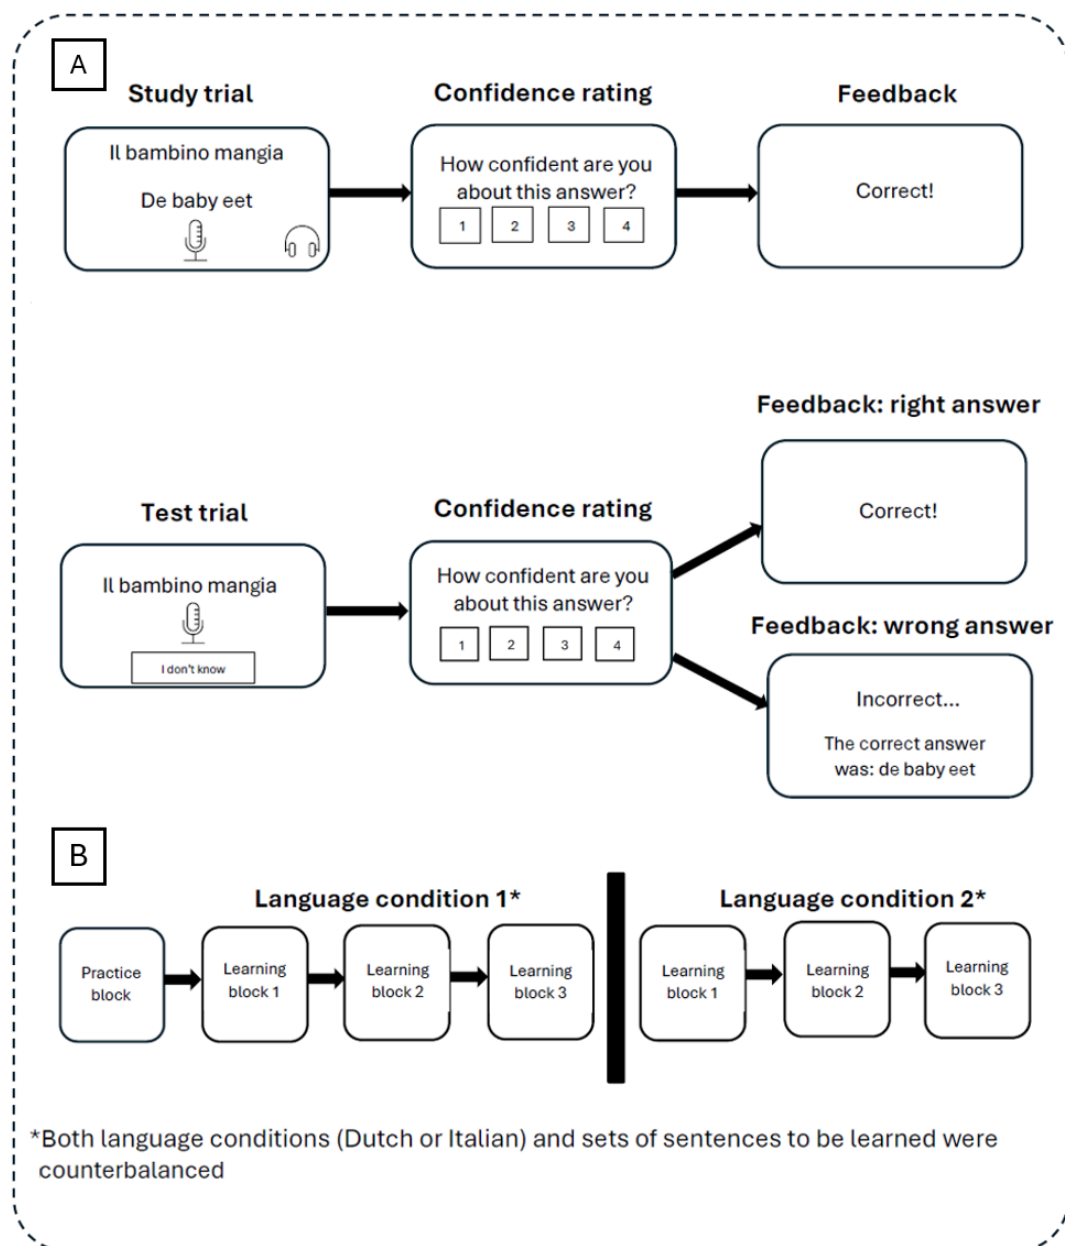 A
Study trial
Confidence rating
Feedback
Il bambino mangia
De baby eet
How confident are you
about this answer?
1 2 3 4
Correct!
Feedback: right answer
Correct!
Test trial
Confidence rating
Il bambino mangia
I don't know
How confident are you
about this answer?
1 2 3 4
Feedback: wrong answer
Incorrect...
The correct answer
was: de baby eet
B
Language condition 1*
Language condition 2*
Practice
block
Learning
block 1
Learning
block 2
Learning
block 3
Learning
block 1
Learning
block 2
Learning
block 3
*Both language conditions (Dutch or Italian) and sets of sentences to be learned were
counterbalanced